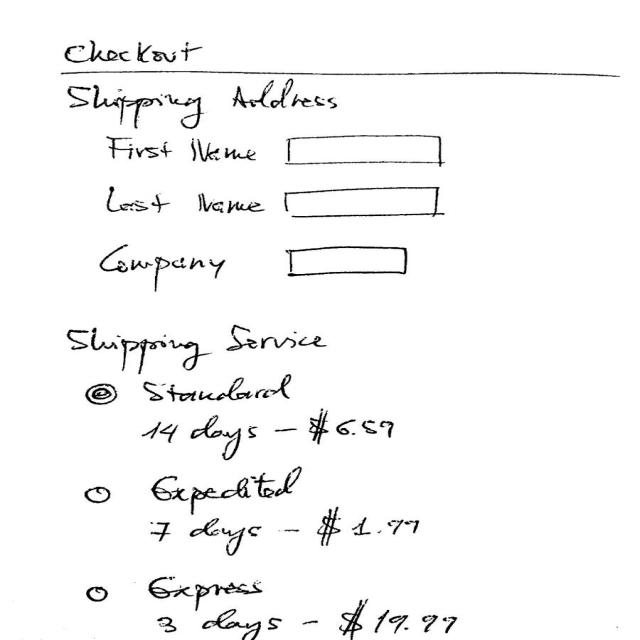 Checkout
Shipping Address
First Name
Last Name
Company
Shipping Service
Standard
14 days - $6.59
Expedited
7 days - $1.99
Express
3 days - $19.99